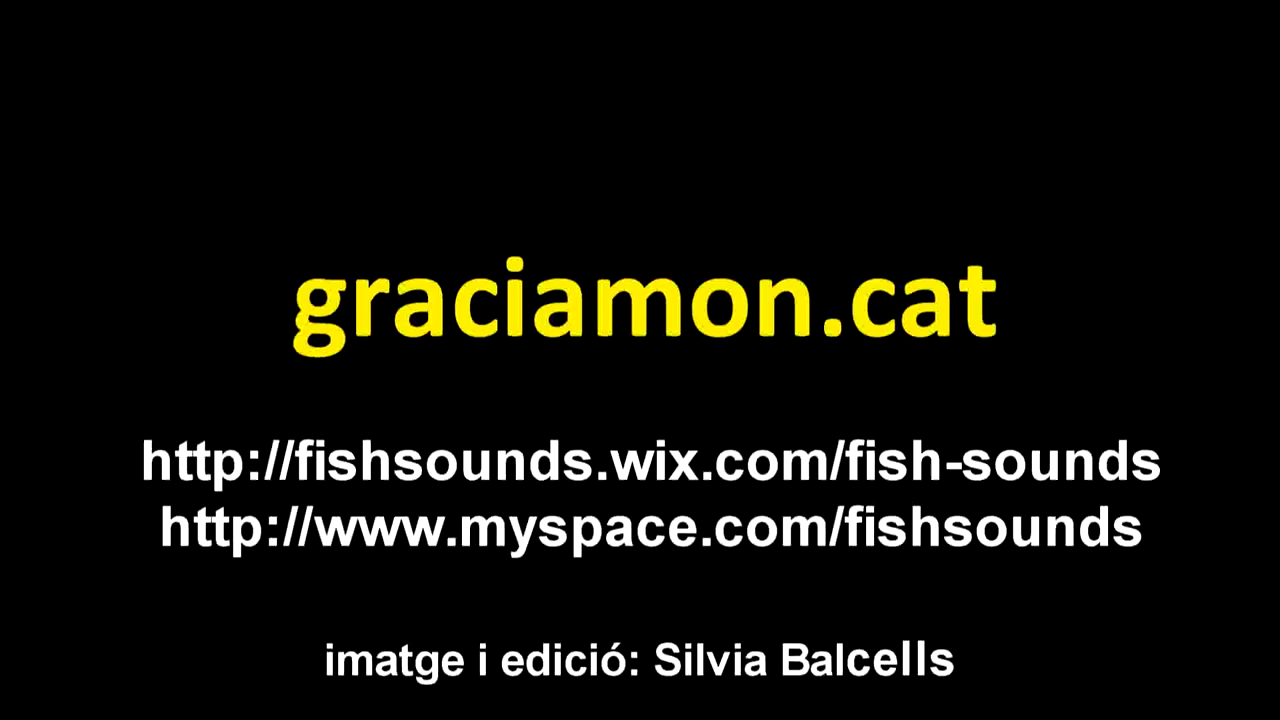 graciamon.cat
http://fishsounds.wix.com/fish-sounds
http://www.myspace.com/fishsounds
imatge i edició: Silvia Balcells